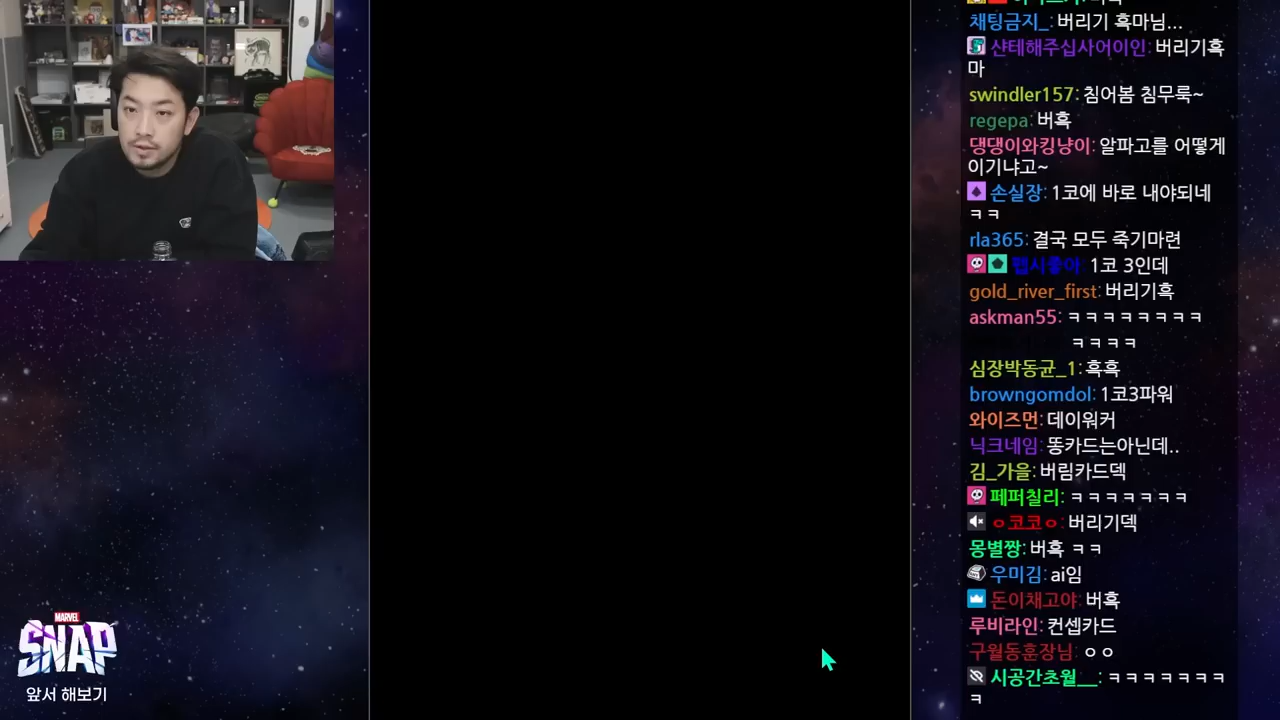 채팅금지_: 버리기 흑마님...
샨테해주십사어이인: 버리기흑
마
swindler157: 침어봄 침무룩~
regepa: 버흑
댕댕이와킹냥이: 알파고를 어떻게
이기냐고~
손실장: 1코에 바로 내야되네
ㅋㅋ
rla365: 결국 모두 죽기마련
펩시좋아: 1코 3인데
gold_river_first: 버리기흑
askman55: ㅋㅋㅋㅋㅋㅋㅋㅋ
ㅋㅋㅋㅋ
심장박동균_1: 흑흑
browngomdol: 1코3파워
와이즈먼: 데이워커
닉크네임: 똥카드는아닌데..
김_가을: 버림카드덱
페퍼칠리: ㅋㅋㅋㅋㅋㅋㅋ
ㅇ코코ㅇ: 버리기덱
몽별짱: 버흑 ㅋㅋ
우미김: ai임
돈이채고야: 버흑
루비라인: 컨셉카드
구월동훈장님: ㅇㅇ
시공간초월__: ㅋㅋㅋㅋㅋㅋㅋ
ㅋ
MARVEL
SNAP
앞서 해보기